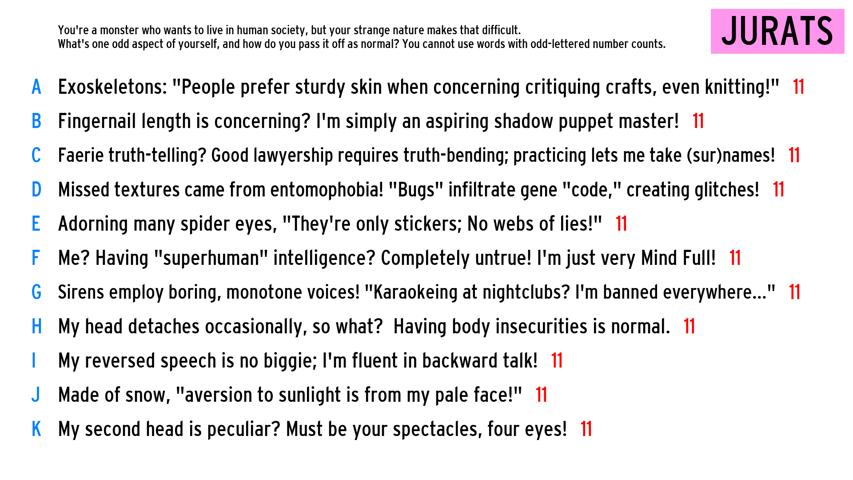 You're a monster who wants to live in human society, but your strange nature makes that difficult.
What's one odd aspect of yourself, and how do you pass it off as normal? You cannot use words with odd-lettered number counts.
JURATS
A Exoskeletons: "People prefer sturdy skin when concerning critiquing crafts, even knitting!" 11
B Fingernail length is concerning? I'm simply an aspiring shadow puppet master! 11
C Faerie truth-telling? Good lawyership requires truth-bending; practicing lets me take (sur)names! 11
D Missed textures came from entomophobia! "Bugs" infiltrate gene "code," creating glitches! 11
E Adorning many spider eyes, "They're only stickers; No webs of lies!" 11
F Me? Having "superhuman" intelligence? Completely untrue! I'm just very Mind Full! 11
G Sirens employ boring, monotone voices! "Karaokeing at nightclubs? I'm banned everywhere..." 11
H My head detaches occasionally, so what?  Having body insecurities is normal. 11
I My reversed speech is no biggie; I'm fluent in backward talk! 11
J Made of snow, "aversion to sunlight is from my pale face!" 11
K My second head is peculiar? Must be your spectacles, four eyes! 11